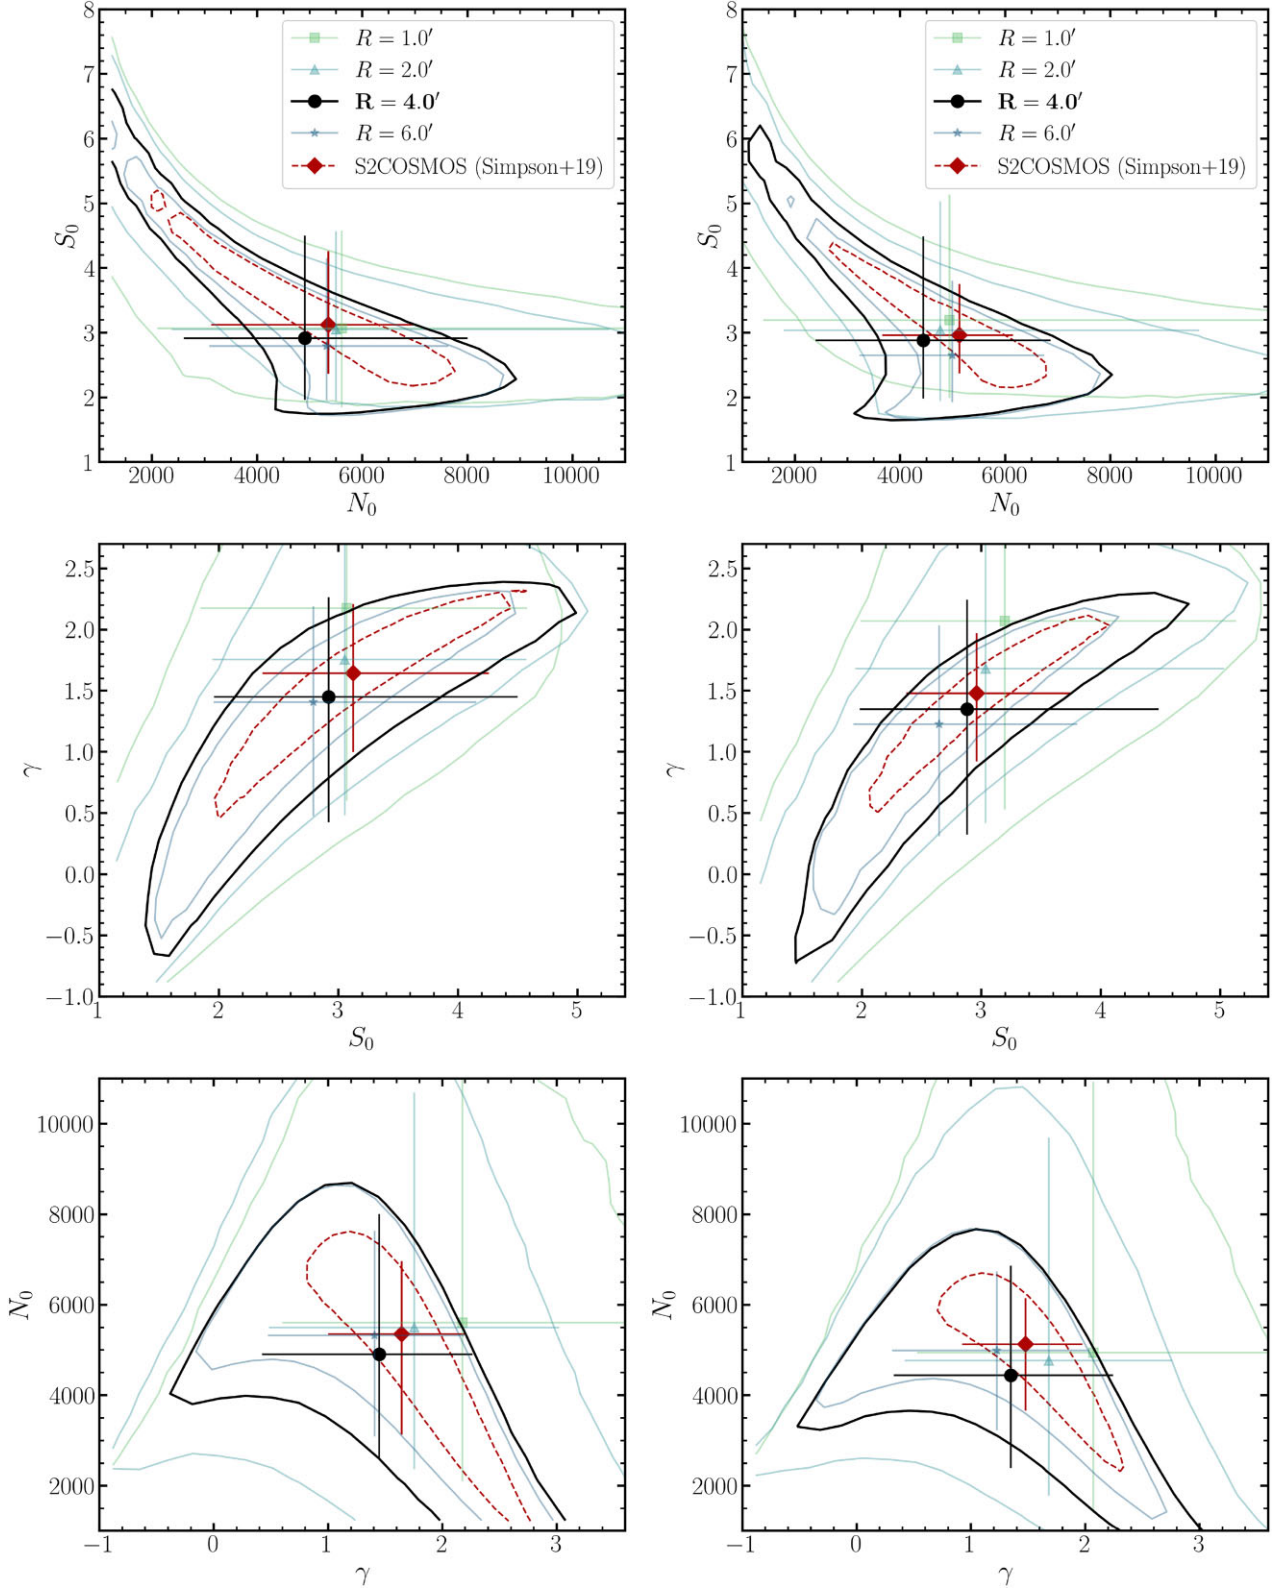 8
7
6
5
4
3
2
1
S₀
R = 1.0′
R = 2.0′
R = 4.0′
R = 6.0′
S2COSMOS (Simpson+19)
2000 4000 6000 8000 10000
N₀
8
7
6
5
4
3
2
1
S₀
R = 1.0′
R = 2.0′
R = 4.0′
R = 6.0′
S2COSMOS (Simpson+19)
2000 4000 6000 8000 10000
N₀
2.5
2.0
1.5
1.0
0.5
0.0
−0.5
−1.0
γ
1 2 3 4 5
S₀
2.5
2.0
1.5
1.0
0.5
0.0
−0.5
−1.0
γ
1 2 3 4 5
S₀
10000
8000
6000
4000
2000
N₀
−1 0 1 2 3
γ
10000
8000
6000
4000
2000
N₀
−1 0 1 2 3
γ